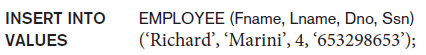 INSERT INTO EMPLOYEE (Fname, Lname, Dno, Ssn)
VALUES (‘Richard’, ‘Marini’, 4, ‘653298653’);